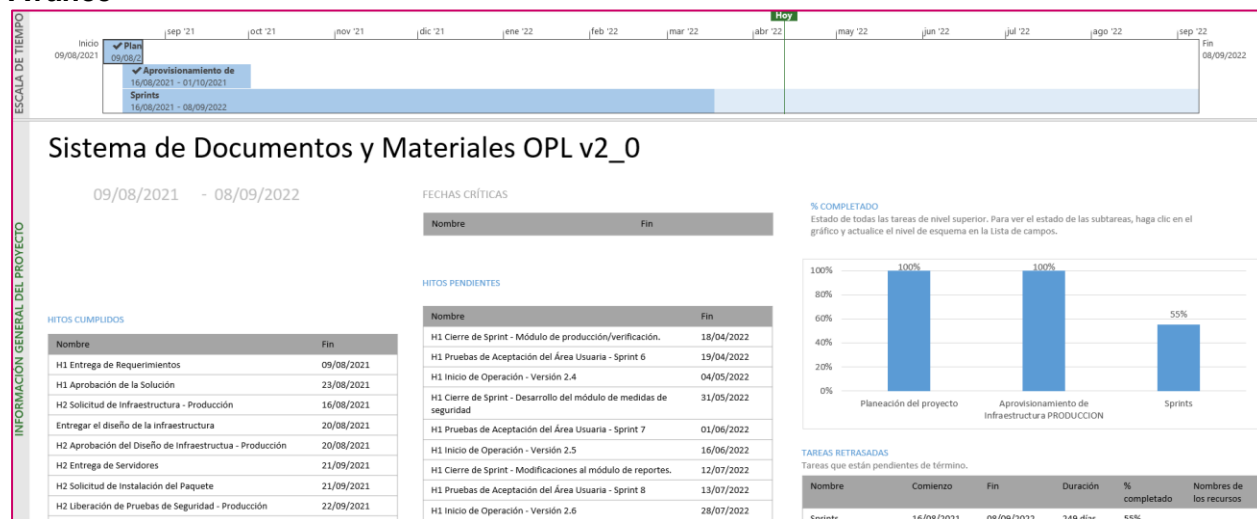 Avance
ESCALA DE TIEMPO
Hoy
sep '21 oct '21 nov '21 dic '21 ene '22 feb '22 mar '22 abr '22 may '22 jun '22 jul '22 ago '22 sep '22
Inicio
09/08/2021
✔ Plan
09/08/2
✔ Aprovisionamiento de
16/08/2021 - 01/10/2021
Sprints
16/08/2021 - 08/09/2022
Fin
08/09/2022
INFORMACIÓN GENERAL DEL PROYECTO
Sistema de Documentos y Materiales OPL v2_0
09/08/2021 - 08/09/2022
HITOS CUMPLIDOS
Nombre Fin
H1 Entrega de Requerimientos 09/08/2021
H1 Aprobación de la Solución 23/08/2021
H2 Solicitud de Infraestructura - Producción 16/08/2021
Entregar el diseño de la infraestructura 20/08/2021
H2 Aprobación del Diseño de Infraestructua - Producción 20/08/2021
H2 Entrega de Servidores 21/09/2021
H2 Solicitud de Instalación del Paquete 21/09/2021
H2 Liberación de Pruebas de Seguridad - Producción 22/09/2021
FECHAS CRÍTICAS
Nombre Fin
HITOS PENDIENTES
Nombre Fin
H1 Cierre de Sprint - Módulo de producción/verificación. 18/04/2022
H1 Pruebas de Aceptación del Área Usuaria - Sprint 6 19/04/2022
H1 Inicio de Operación - Versión 2.4 04/05/2022
H1 Cierre de Sprint - Desarrollo del módulo de medidas de 31/05/2022
seguridad
H1 Pruebas de Aceptación del Área Usuaria - Sprint 7 01/06/2022
H1 Inicio de Operación - Versión 2.5 16/06/2022
H1 Cierre de Sprint - Modificaciones al módulo de reportes. 12/07/2022
H1 Pruebas de Aceptación del Área Usuaria - Sprint 8 13/07/2022
H1 Inicio de Operación - Versión 2.6 28/07/2022
% COMPLETADO
Estado de todas las tareas de nivel superior. Para ver el estado de las subtareas, haga clic en el
gráfico y actualice el nivel de esquema en la Lista de campos.
100%
80%
60%
40%
20%
0%
100% 100% 55%
Planeación del proyecto Aprovisionamiento de Sprints
Infraestructura PRODUCCION
TAREAS RETRASADAS
Tareas que están pendientes de término.
Nombre Comienzo Fin Duración % Nombres de
completado los recursos
Sprints 16/08/2021 08/09/2022 249 días 55%